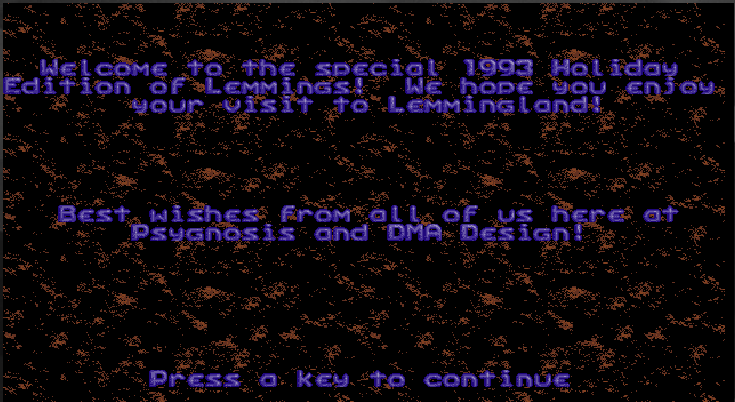 Welcome to the special 1993 Holiday
Edition of Lemmings!  We hope you enjoy
your visit to Lemmingland!
Best wishes from all of us here at
Psygnosis and DMA Design!
Press a key to continue